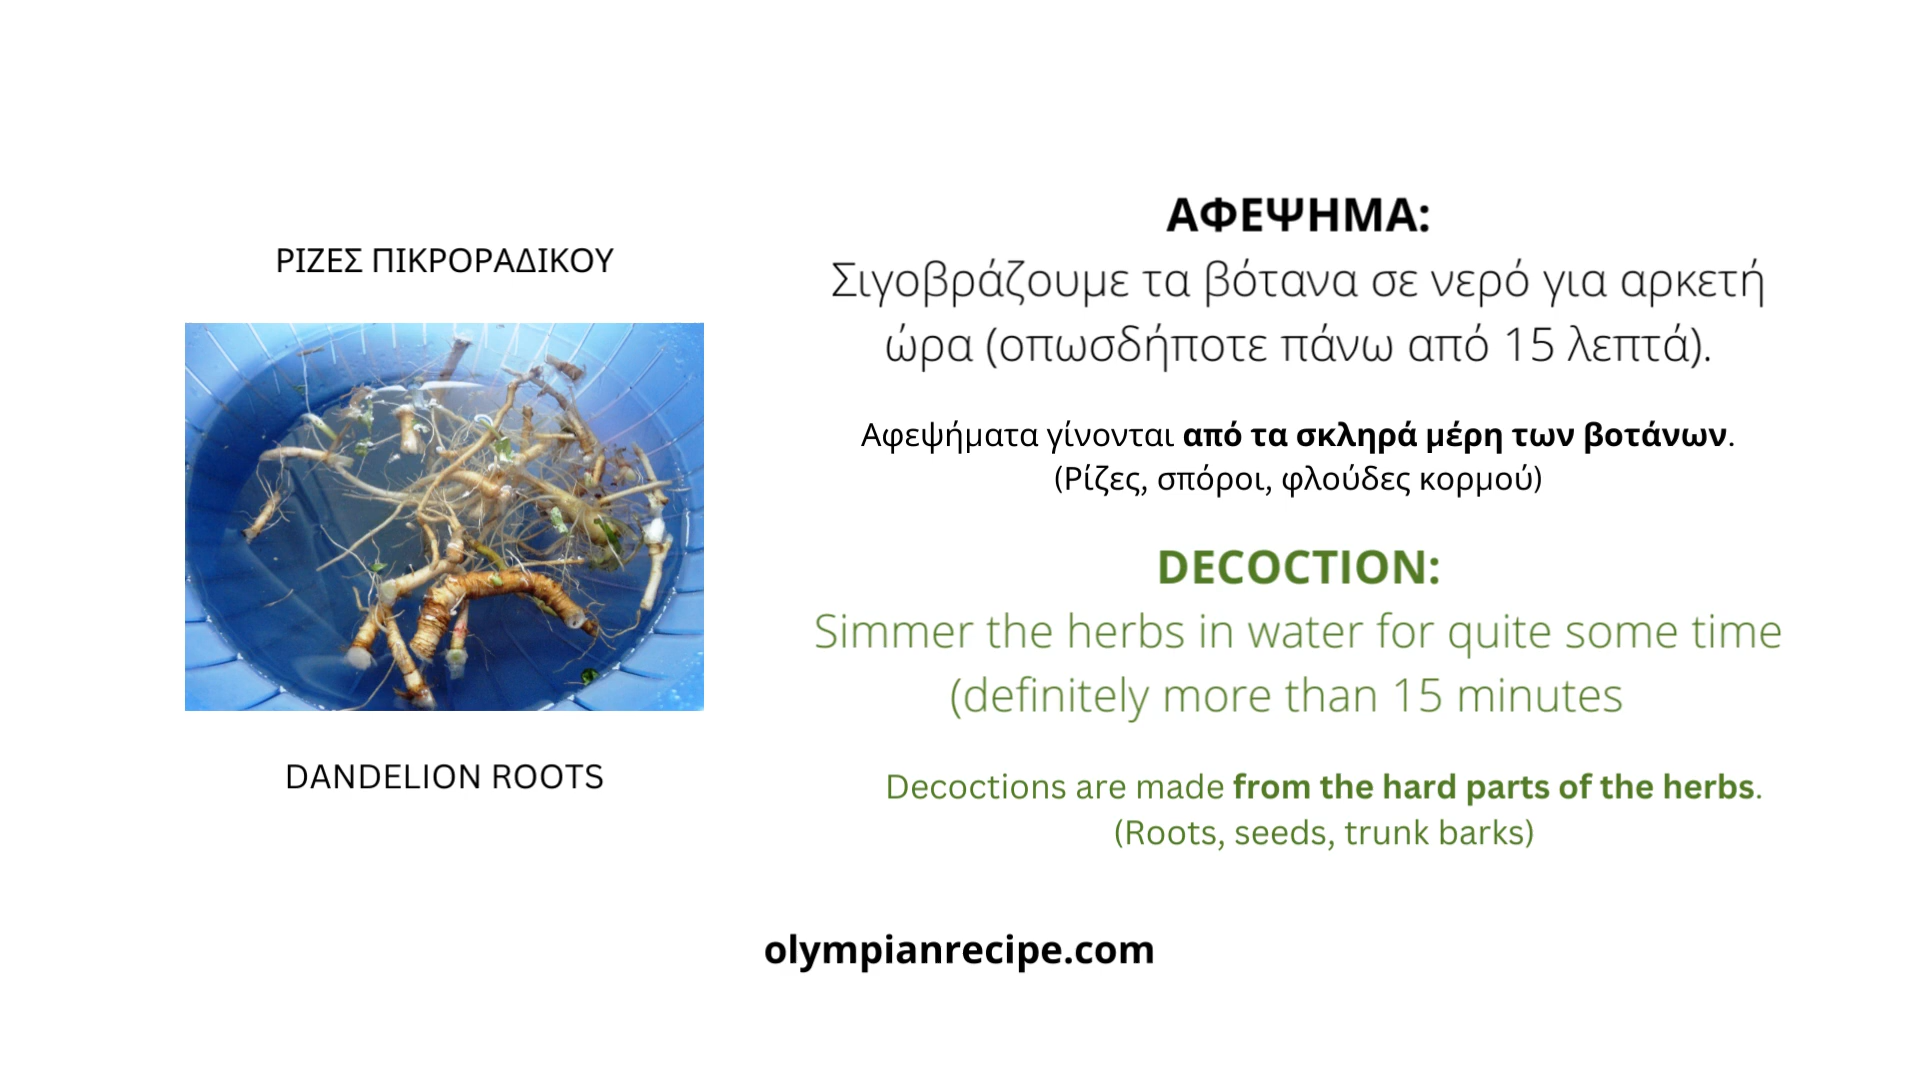 ΡΙΖΕΣ ΠΙΚΡΟΡΑΔΙΚΟΥ
DANDELION ROOTS
ΑΦΕΨΗΜΑ:
Σιγοβράζουμε τα βότανα σε νερό για αρκετή
ώρα (οπωσδήποτε πάνω από 15 λεπτά).
Αφεψήματα γίνονται από τα σκληρά μέρη των βοτάνων.
(Ρίζες, σπόροι, φλούδες κορμού)
DECOCTION:
Simmer the herbs in water for quite some time
(definitely more than 15 minutes
Decoctions are made from the hard parts of the herbs.
(Roots, seeds, trunk barks)
olympianrecipe.com